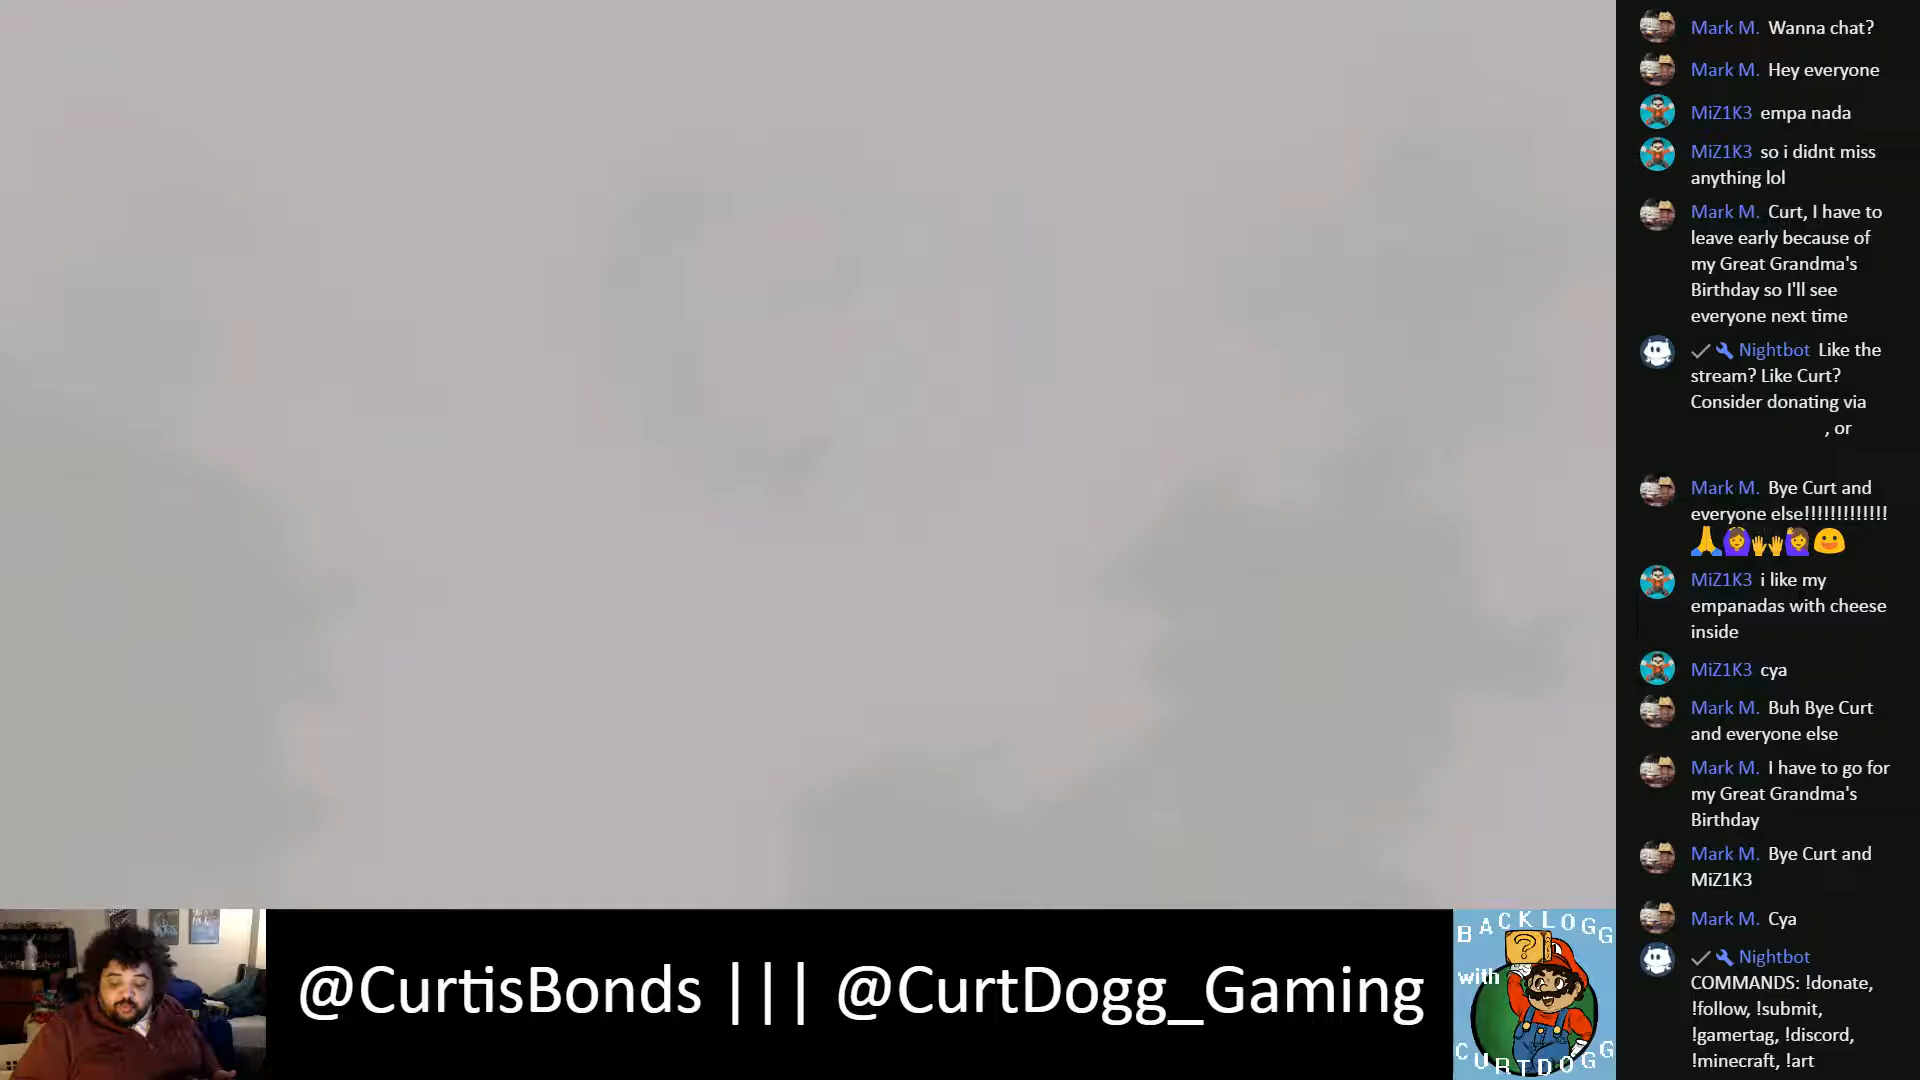 Mark M. Wanna chat?
Mark M. Hey everyone
MiZ1K3 empa nada
MiZ1K3 so i didnt miss
anything lol
Mark M. Curt, I have to
leave early because of
my Great Grandma's
Birthday so I'll see
everyone next time
Nightbot Like the
stream? Like Curt?
Consider donating via
, or
Mark M. Bye Curt and
everyone else!!!!!!!!!!!!!
🙏🙆‍♀️🙌🙋‍♀️😃
MiZ1K3 i like my
empanadas with cheese
inside
MiZ1K3 cya
Mark M. Buh Bye Curt
and everyone else
Mark M. I have to go for
my Great Grandma's
Birthday
Mark M. Bye Curt and
MiZ1K3
Mark M. Cya
Nightbot
COMMANDS: !donate,
!follow, !submit,
!gamertag, !discord,
!minecraft, !art
@CurtisBonds ||| @CurtDogg_Gaming
BACKLOGG
?
with
CURTDOGG